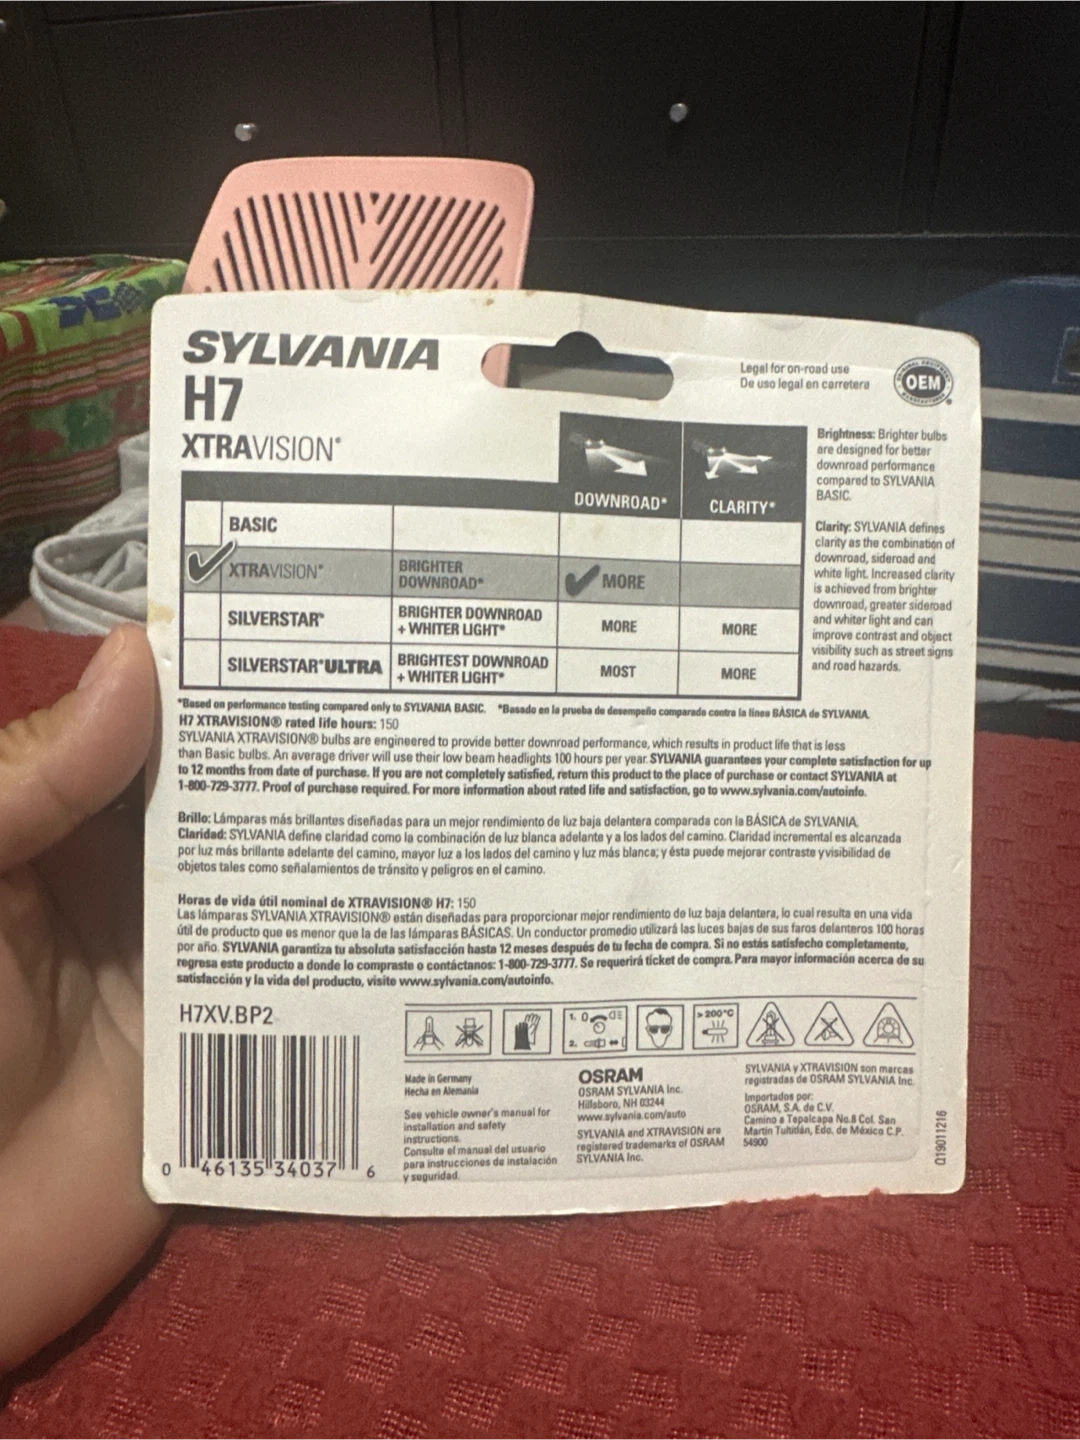 SYLVANIA
H7
XTRAVISION®
Legal for on-road use
De uso legal en carretera
OEM
DOWNROAD*
CLARITY*
BASIC
XTRAVISION®
BRIGHTER
DOWNROAD*
MORE
SILVERSTAR®
BRIGHTER DOWNROAD
+ WHITER LIGHT*
MORE
MORE
SILVERSTAR® ULTRA
BRIGHTEST DOWNROAD
+ WHITER LIGHT*
MOST
MORE
Brightness: Brighter bulbs
are designed for better
downroad performance
compared to SYLVANIA
BASIC.
Clarity: SYLVANIA defines
clarity as the combination of
downroad, sideroad and
white light. Increased clarity
is achieved from brighter
downroad, greater sideroad
and whiter light and can
improve contrast and object
visibility such as street signs
and road hazards.
*Based on performance testing compared only to SYLVANIA BASIC. *Basado en la prueba de desempeño comparada contra la línea BÁSICA de SYLVANIA.
H7 XTRAVISION® rated life hours: 150
SYLVANIA XTRAVISION® bulbs are engineered to provide better downroad performance, which results in product life that is less
than Basic bulbs. An average driver will use their low beam headlights 100 hours per year. SYLVANIA guarantees your complete satisfaction for up
to 12 months from date of purchase. If you are not completely satisfied, return this product to the place of purchase or contact SYLVANIA at
1-800-729-3777. Proof of purchase required. For more information about rated life and satisfaction, go to www.sylvania.com/autoinfo.
Brillo: Lámparas más brillantes diseñadas para un mejor rendimiento de luz baja delantera comparada con la BÁSICA de SYLVANIA.
Claridad: SYLVANIA define claridad como la combinación de luz blanca adelante y a los lados del camino. Claridad incremental es alcanzada
por luz más brillante adelante del camino, mayor luz a los lados del camino y luz más blanca; y ésta puede mejorar contraste y visibilidad de
objetos tales como señalamientos de tránsito y peligros en el camino.
Horas de vida útil nominal de XTRAVISION® H7: 150
Las lámparas SYLVANIA XTRAVISION® están diseñadas para proporcionar mejor rendimiento de luz baja delantera, lo cual resulta en una vida
útil de producto que es menor que la de las lámparas BÁSICAS. Un conductor promedio utilizará las luces bajas de sus faros delanteros 100 horas
por año. SYLVANIA garantiza tu absoluta satisfacción hasta 12 meses después de tu fecha de compra. Si no estás satisfecho completamente,
regresa este producto a donde lo compraste o contáctanos: 1-800-729-3777. Se requerirá ticket de compra. Para mayor información acerca de su
satisfacción y la vida del producto, visite www.sylvania.com/autoinfo.
H7XV.BP2
1. 0
2.
>200°C
0 46135 34037 6
Made in Germany
Hecha en Alemania
See vehicle owner's manual for
installation and safety
instructions.
Consulte el manual del usuario
para instrucciones de instalación
y seguridad.
OSRAM
OSRAM SYLVANIA Inc.
Hillsboro, NH 03244
www.sylvania.com/auto
SYLVANIA and XTRAVISION are
registered trademarks of OSRAM
SYLVANIA Inc.
SYLVANIA y XTRAVISION son marcas
registradas de OSRAM SYLVANIA Inc.
Importados por:
OSRAM, S.A. de C.V.
Camino a Tepalcapa No.8 Col. San
Martin Tultitlán, Edo. de México C.P.
54900
Q19011216